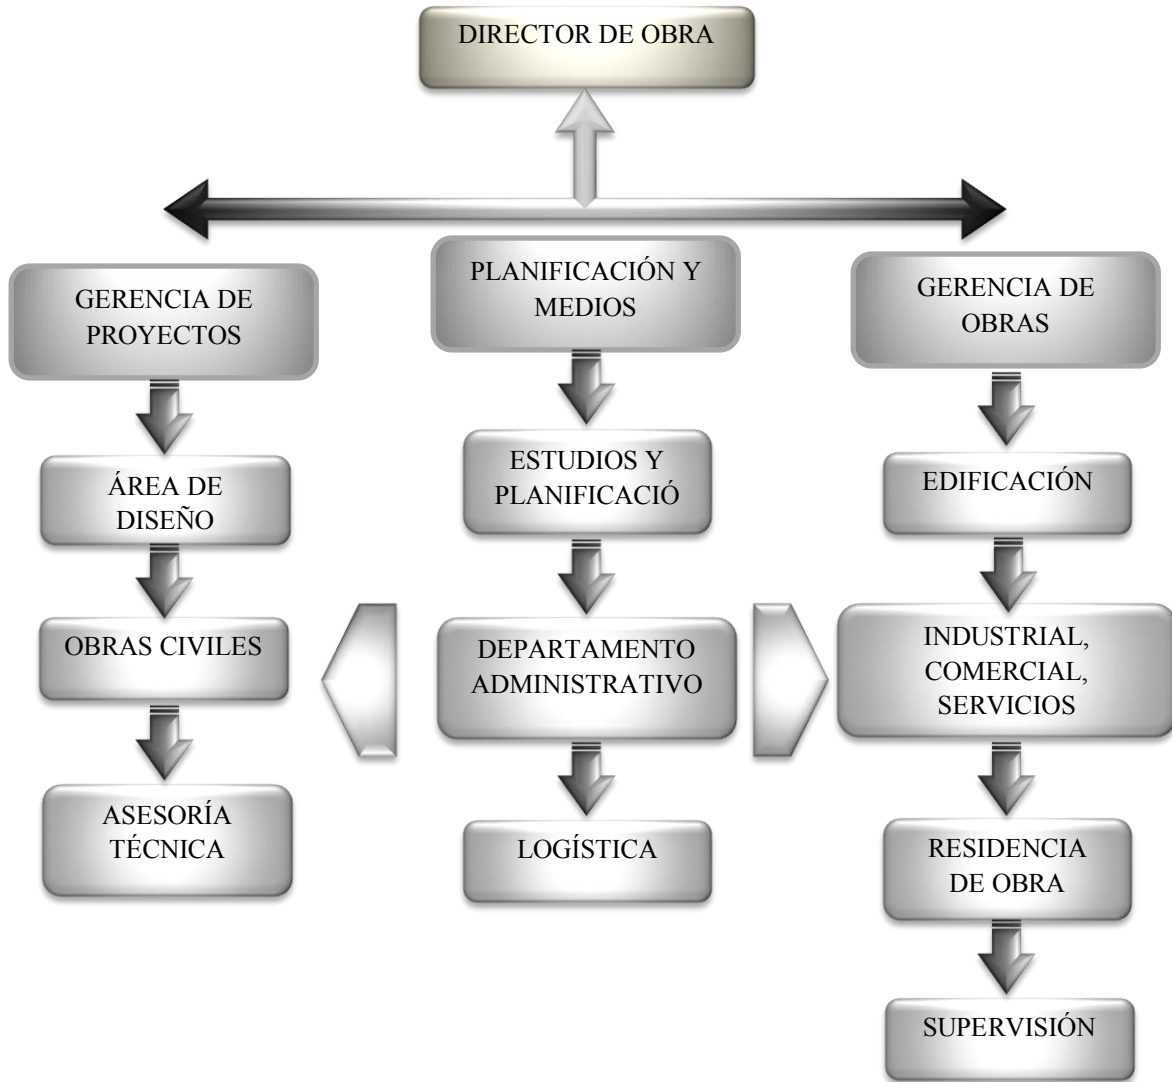 DIRECTOR DE OBRA
GERENCIA DE
PROYECTOS
ÁREA DE
DISEÑO
OBRAS CIVILES
ASESORÍA
TÉCNICA
PLANIFICACIÓN Y
MEDIOS
ESTUDIOS Y
PLANIFICACIÓ
DEPARTAMENTO
ADMINISTRATIVO
LOGÍSTICA
GERENCIA DE
OBRAS
EDIFICACIÓN
INDUSTRIAL,
COMERCIAL,
SERVICIOS
RESIDENCIA
DE OBRA
SUPERVISIÓN